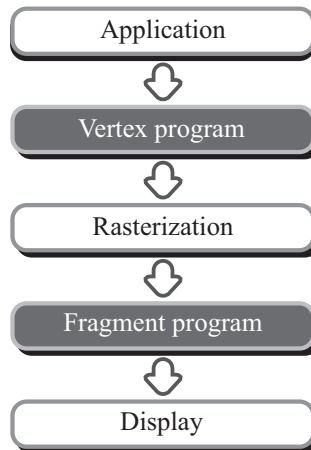 Application
Vertex program
Rasterization
Fragment program
Display